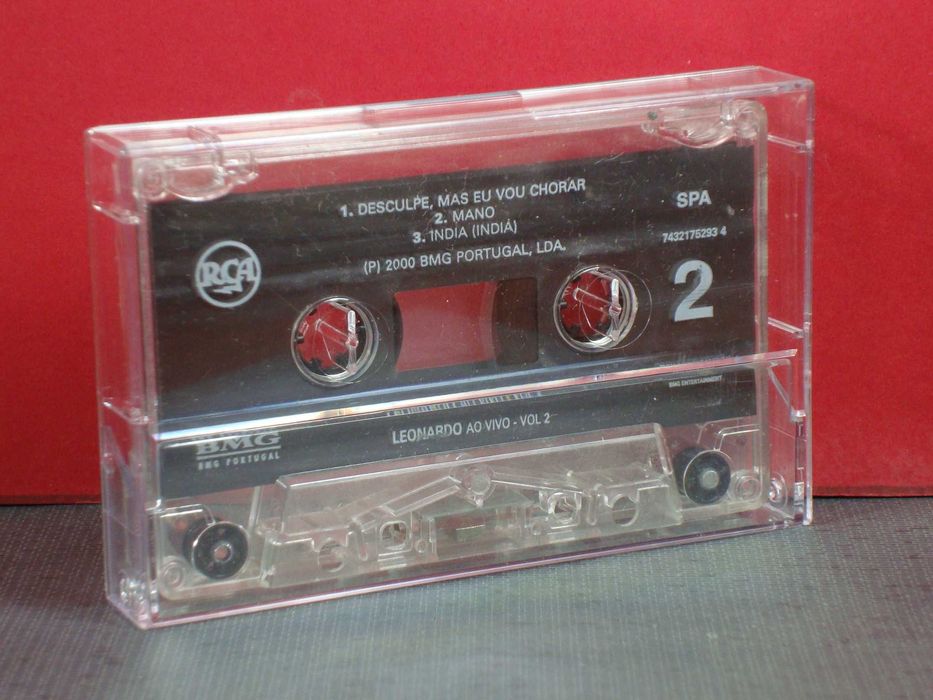 1. DESCULPE, MAS EU VOU CHORAR
2. MANO
3. INDIA (INDIÁ)
(P) 2000 BMG PORTUGAL, LDA.
RCA
SPA
7432175293 4
2
BMG ENTERTAINMENT
BMG
BMG PORTUGAL
LEONARDO AO VIVO - VOL 2